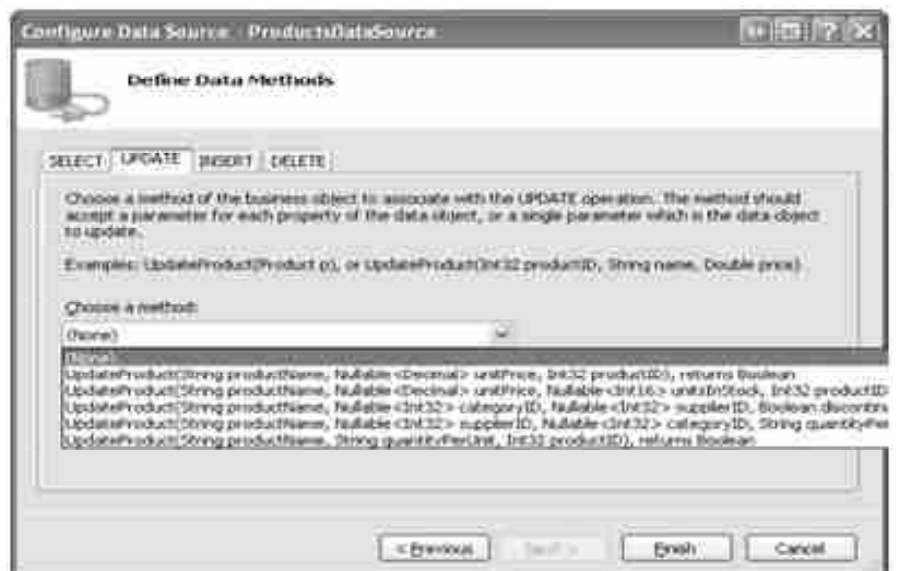 Configure Data Source - ProductsDataSource
Define Data Methods
SELECT UPDATE INSERT DELETE
Choose a method of the business object to associate with the UPDATE operation. The method should
accept a parameter for each property of the data object, or a single parameter which is the data object
to update.
Examples: UpdateProduct(Product p), or UpdateProduct(Int32 productID, String name, Double price)
Choose a method:
(None)
(None)
UpdateProduct(String productName, Nullable<Decimal> unitPrice, Int32 productID), returns Boolean
UpdateProduct(String productName, Nullable<Decimal> unitPrice, Nullable<Int16> unitsInStock, Int32 productID
UpdateProduct(String productName, Nullable<Int32> categoryID, Nullable<Int32> supplierID, Boolean discontinu
UpdateProduct(String productName, Nullable<Int32> supplierID, Nullable<Int32> categoryID, String quantityPer
UpdateProduct(String productName, String quantityPerUnit, Int32 productID), returns Boolean
< Previous Next > Finish Cancel